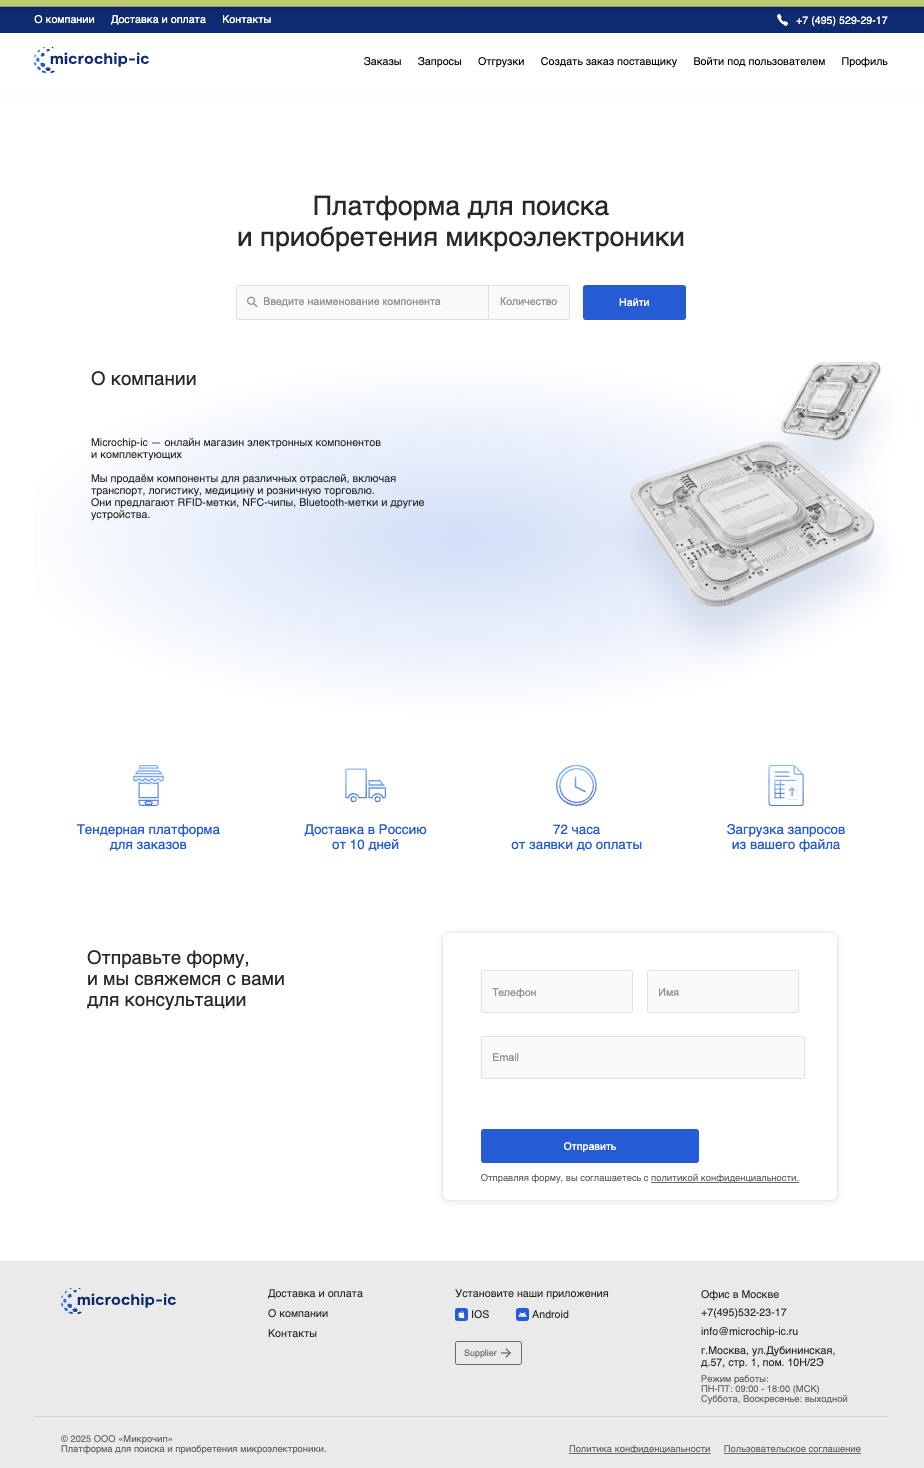 О компании Доставка и оплата Контакты +7 (495) 529-29-17
microchip-ic Заказы Запросы Отгрузки Создать заказ поставщику Войти под пользователем Профиль
Платформа для поиска
и приобретения микроэлектроники
Введите наименование компонента Количество Найти
О компании
Microchip-ic — онлайн магазин электронных компонентов
и комплектующих
Мы продаём компоненты для различных отраслей, включая
транспорт, логистику, медицину и розничную торговлю.
Они предлагают RFID-метки, NFC-чипы, Bluetooth-метки и другие
устройства.
Тендерная платформа
для заказов
Доставка в Россию
от 10 дней
72 часа
от заявки до оплаты
Загрузка запросов
из вашего файла
Отправьте форму,
и мы свяжемся с вами
для консультации
Телефон Имя
Email
Отправить
Отправляя форму, вы соглашаетесь с политикой конфиденциальности.
microchip-ic
Доставка и оплата
О компании
Контакты
Установите наши приложения
IOS Android
Supplier
Офис в Москве
+7(495)532-23-17
info@microchip-ic.ru
г.Москва, ул.Дубининская,
д.57, стр. 1, пом. 10Н/2Э
Режим работы:
ПН-ПТ: 09:00 - 18:00 (МСК)
Суббота, Воскресенье: выходной
© 2025 ООО «Микрочип»
Платформа для поиска и приобретения микроэлектроники.
Политика конфиденциальности Пользовательское соглашение